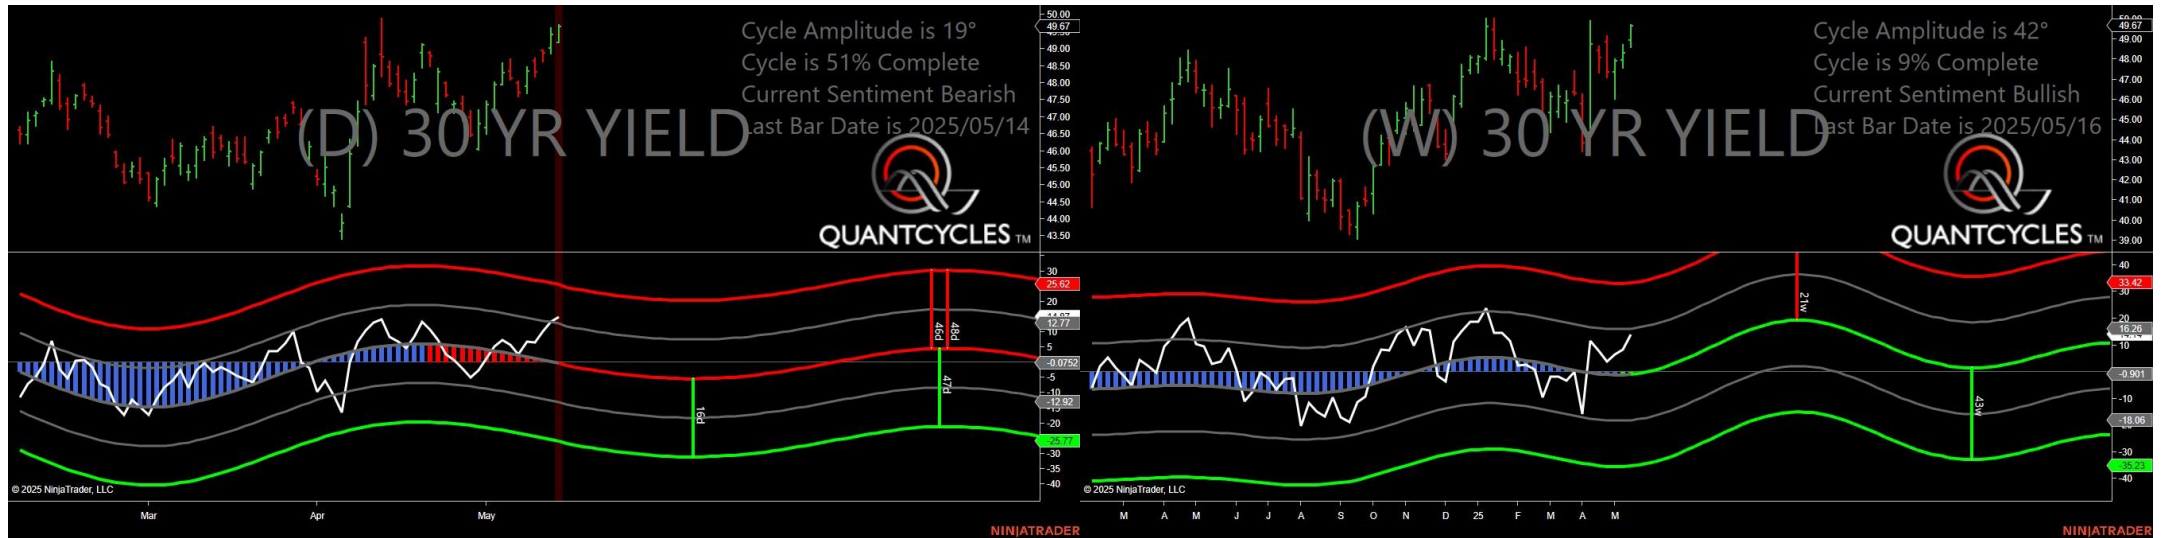 Cycle Amplitude is 19°
Cycle is 51% Complete
Current Sentiment Bearish
Last Bar Date is 2025/05/14
(D) 30 YR YIELD
QUANTCYCLES TM
50.00
49.67
49.00
48.50
48.00
47.50
47.00
46.50
46.00
45.50
45.00
44.50
44.00
43.50
30
25.62
20
12.77
10
5
-0.0752
-5
-12.92
-20
-25.77
-30
-35
-40
46d
48d
47d
16d
© 2025 NinjaTrader, LLC
Mar
Apr
May
NINJATRADER
Cycle Amplitude is 42°
Cycle is 9% Complete
Current Sentiment Bullish
Last Bar Date is 2025/05/16
(W) 30 YR YIELD
QUANTCYCLES TM
50.00
49.67
48.00
47.00
46.00
45.00
44.00
43.00
42.00
41.00
40.00
39.00
40
33.42
30
20
16.26
10
-0.901
-10
-18.06
-30
-35.23
-40
21w
43w
© 2025 NinjaTrader, LLC
M A M J J A S O N D 25 F M A M
NINJATRADER